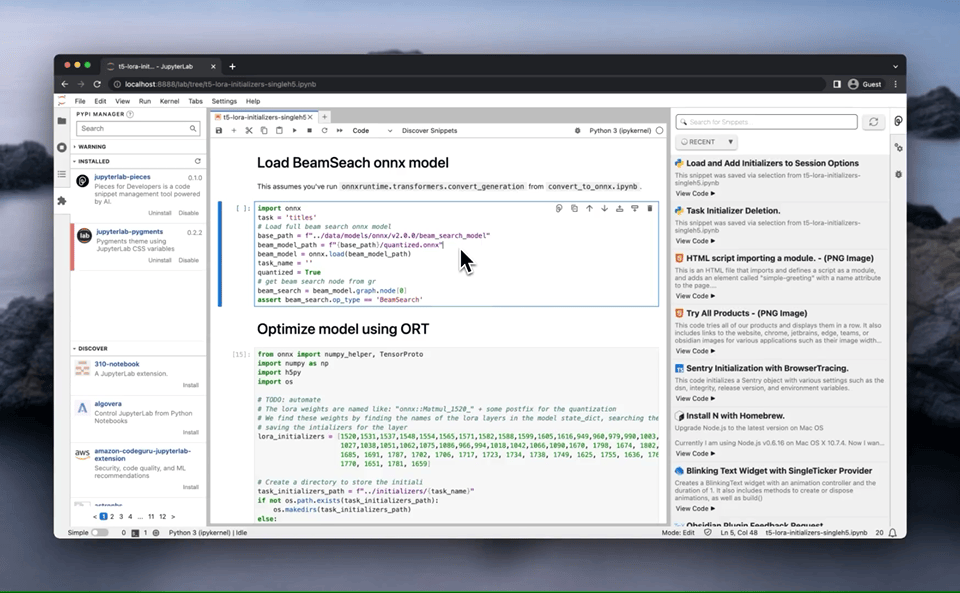 t5-lora-init... - JupyterLab
localhost:8888/lab/tree/t5-lora-initializers-singleh5.ipynb
Guest
File Edit View Run Kernel Tabs Settings Help
PYPI MANAGER
Search
WARNING
INSTALLED
jupyterlab-pieces 0.1.0
Pieces for Developers is a code
snippet management tool powered
by AI.
Uninstall Disable
lab
jupyterlab-pygments 0.2.2
Pygments theme using
JupyterLab CSS variables
Uninstall Disable
DISCOVER
310-notebook
A JupyterLab extension.
Install
algovera
Control JupyterLab from Python
Notebooks
Install
aws
amazon-codeguru-jupyterlab-
extension
Security, code quality, and ML
recommendations
Install
< 1 2 3 4 ... 11 12 >
t5-lora-initializers-singleh5
Code
Discover Snippets
Python 3 (ipykernel)
Load BeamSeach onnx model
This assumes you've run onnxruntime.transformers.convert_generation from convert_to_onnx.ipynb.
[ ]:
import onnx
task = 'titles'
# Load full beam search onnx model
base_path = f"../data/models/onnx/v2.0.0/beam_search_model"
beam_model_path = f"{base_path}/quantized.onnx"
beam_model = onnx.load(beam_model_path)
task_name = ''
quantized = True
# get beam search node from gr
beam_search = beam_model.graph.node[0]
assert beam_search.op_type == 'BeamSearch'
Optimize model using ORT
[15]:
from onnx import numpy_helper, TensorProto
import numpy as np
import h5py
import os
# TODO: automate
# The lora weights are named like: "onnx::Matmul_1520_" + some postfix for the quantization
# We find these weights by finding the names of the lora layers in the model state_dict, searching the
# saving the intializers for the layer
lora_initializers = [1520,1531,1537,1548,1554,1565,1571,1582,1588,1599,1605,1616,949,960,979,990,1003,
1027,1038,1051,1062,1075,1086,966,994,1018,1042,1066,1090,1670, 1798, 1674, 1802,
1685, 1691, 1787, 1702, 1706, 1717, 1723, 1734, 1738, 1749, 1625, 1755, 1636, 176
1770, 1651, 1781, 1659]
# Create a directory to store the initiali
task_initializers_path = f"../initializers/{task_name}"
if not os.path.exists(task_initializers_path):
os.makedirs(task_initializers_path)
else:
Search for Snippets
RECENT
Load and Add Initializers to Session Options
This snippet was saved via selection from t5-lora-
initializers-singleh5.ipynb
View Code
Task Initializer Deletion.
This snippet was saved via selection from t5-lora-initializers-
singleh5.ipynb
View Code
HTML script importing a module. - (PNG Image)
This is an HTML file that imports and defines a script as a module,
and adds an element called "simple-greeting" with a name attribute
to the page....
View Code
Try All Products - (PNG Image)
This code tries all of our products and displays them in a row. It also
includes links to the website, chrome, jetbrains, edge, teams, or
obsidian images for various applications such as their image width...
View Code
Sentry Initialization with BrowserTracing.
This code initializes a Sentry object with various settings such as the
dsn, integrity, release version, and environment variables.
View Code
Install N with Homebrew.
Upgrade Node.js to the latest version on Mac OS
Currently I am using Node.js v0.6.16 on Mac OS X 10.7.4. Now I wan...
View Code
Blinking Text Widget with SingleTicker Provider
Creates a BlinkingText widget with an animation controller and the
duration of 1. It also includes methods to create or dispose
animations, as well as build()
View Code
Obsidian Plugin Feedback Request
Simple
0
1
Python 3 (ipykernel) | Idle
Mode: Edit
Ln 5, Col 48
t5-lora-initializers-singleh5.ipynb
20